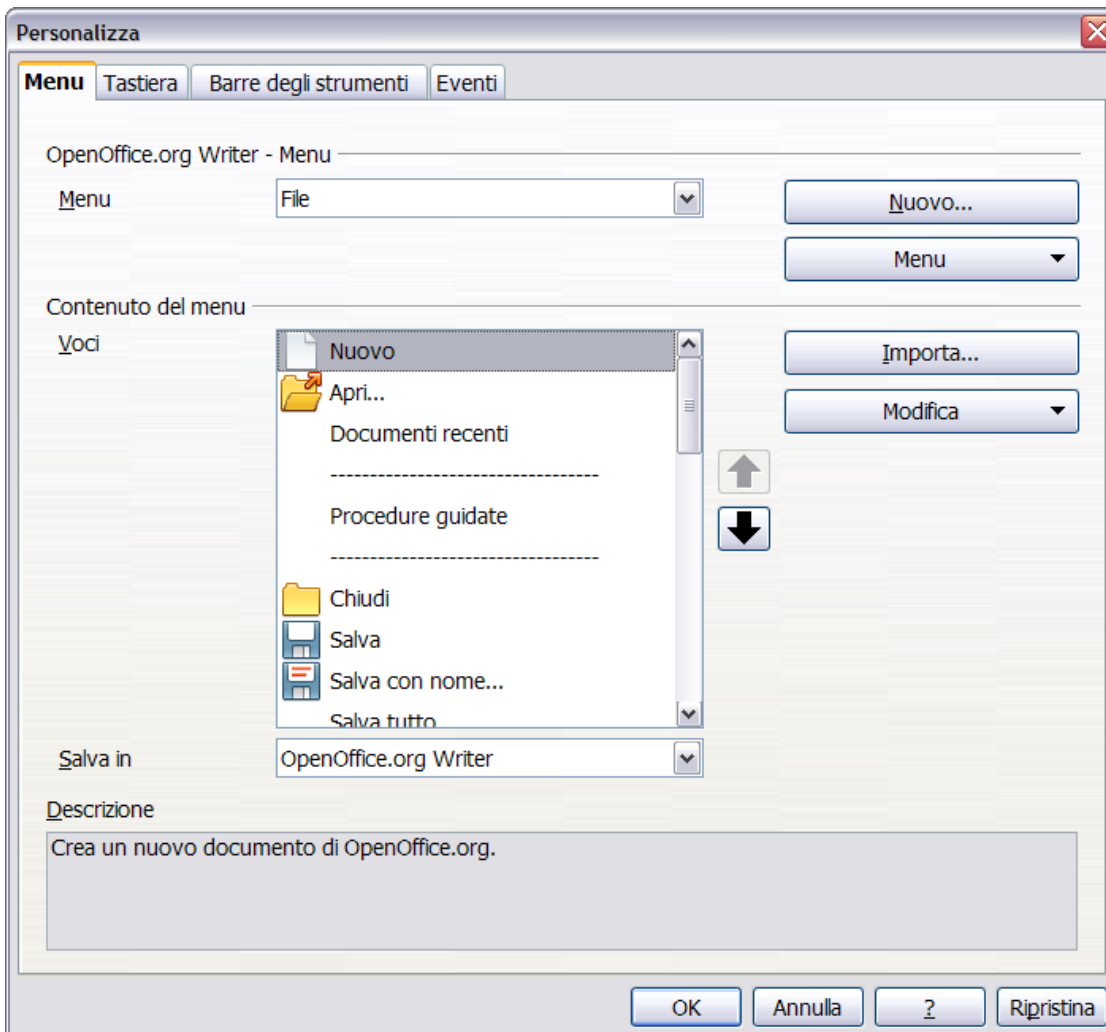 Personalizza
Menu Tastiera Barre degli strumenti Eventi
OpenOffice.org Writer - Menu
Menu File Nuovo...
Menu
Contenuto del menu
Voci Nuovo Importa...
Apri... Modifica
Documenti recenti
----------------------------------
Procedure guidate
----------------------------------
Chiudi
Salva
Salva con nome...
Salva tutto
Salva in OpenOffice.org Writer
Descrizione
Crea un nuovo documento di OpenOffice.org.
OK Annulla ? Ripristina